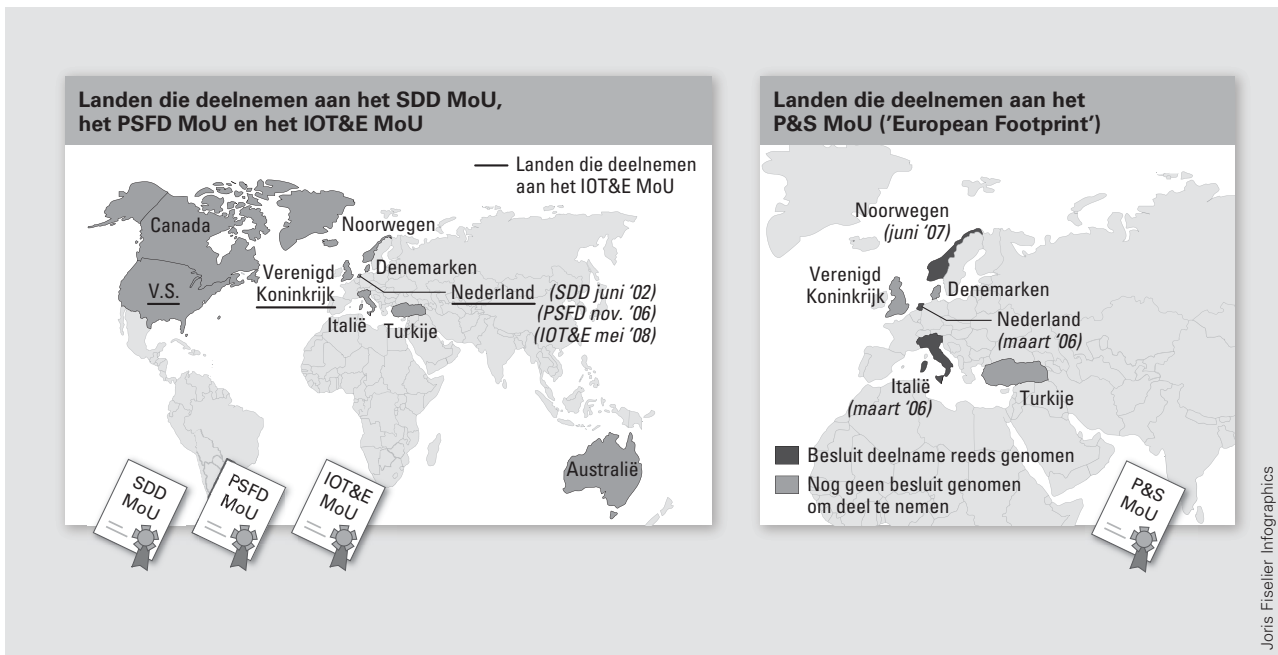 Landen die deelnemen aan het SDD MoU,
het PSFD MoU en het IOT&E MoU
Landen die deelnemen
aan het IOT&E MoU
Canada
Noorwegen
Verenigd
Koninkrijk
Denemarken
V.S.
Nederland (SDD juni ‘02)
(PSFD nov. ‘06)
(IOT&E mei ‘08)
Italië
Turkije
Australië
SDD
MoU
PSFD
MoU
IOT&E
MoU
Landen die deelnemen aan het
P&S MoU (’European Footprint’)
Noorwegen
(juni ‘07)
Verenigd
Koninkrijk
Denemarken
Nederland
(maart ‘06)
Italië
(maart ‘06)
Turkije
Besluit deelname reeds genomen
Nog geen besluit genomen
om deel te nemen
P&S
MoU
Joris Fiselier Infographics